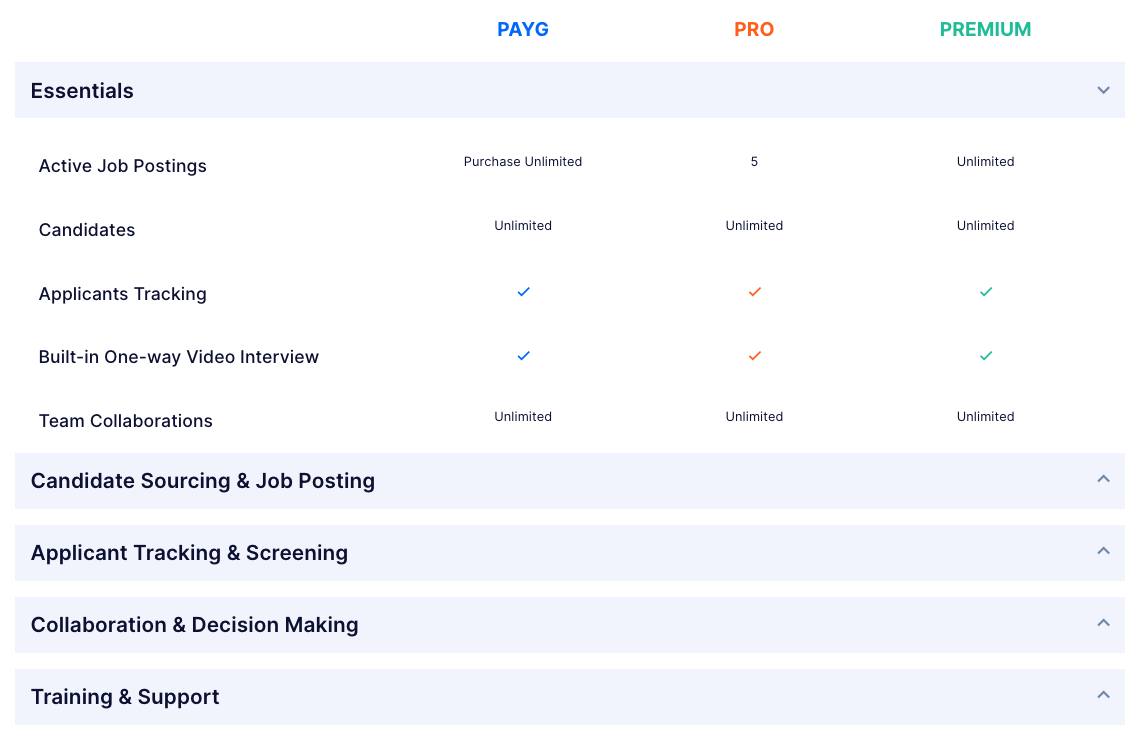 PAYG PRO PREMIUM
Essentials
Active Job Postings Purchase Unlimited 5 Unlimited
Candidates Unlimited Unlimited Unlimited
Applicants Tracking
Built-in One-way Video Interview
Team Collaborations Unlimited Unlimited Unlimited
Candidate Sourcing & Job Posting
Applicant Tracking & Screening
Collaboration & Decision Making
Training & Support